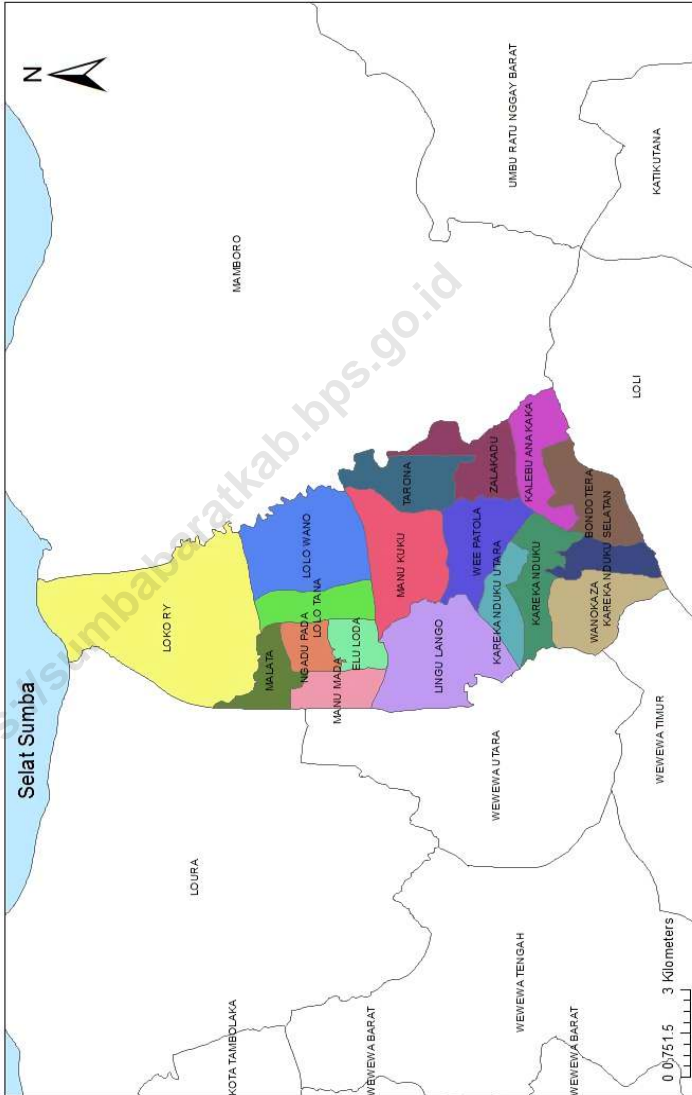 N
Selat Sumba
MAMBORO
UMBU RATU NGGAY BARAT
KATIKUTANA
LOLI
LOURA
KOTA TAMBOLAKA
WEWEWA BARAT
WEWEWA TENGAH
WEWEWA BARAT
WEWEWA UTARA
WEWEWA TIMUR
LOKO RY
LOLO WANO
LOLO TANA
MALATA
NGADU PADA
ELU LODA
MANU MADA
MANU KUKU
TARONA
ZALAKADU
KALEBU ANA KAKA
WEE PATOLA
LINGU LANGO
KAREKA NDUKU UTARA
KAREKA NDUKU
BONDO TERA
KAREKA NDUKU SELATAN
WANOKAZA
0 0.75 1.5 3 Kilometers
s://sumbabaratkab.bps.go.id